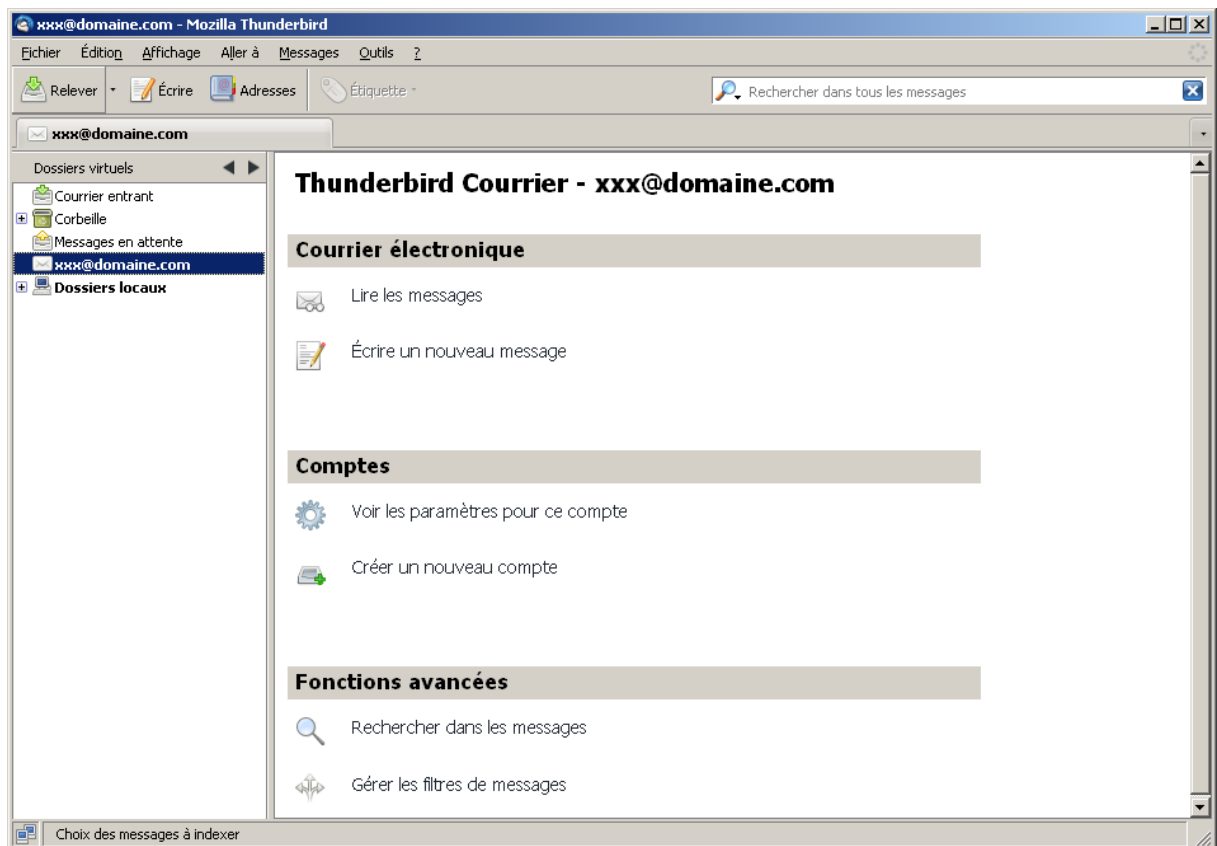 xxx@domaine.com - Mozilla Thunderbird
Fichier Édition Affichage Aller à Messages Outils ?
Relever Écrire Adresses Étiquette Rechercher dans tous les messages
xxx@domaine.com
Dossiers virtuels
Courrier entrant
Corbeille
Messages en attente
xxx@domaine.com
Dossiers locaux
Thunderbird Courrier - xxx@domaine.com
Courrier électronique
Lire les messages
Écrire un nouveau message
Comptes
Voir les paramètres pour ce compte
Créer un nouveau compte
Fonctions avancées
Rechercher dans les messages
Gérer les filtres de messages
Choix des messages à indexer